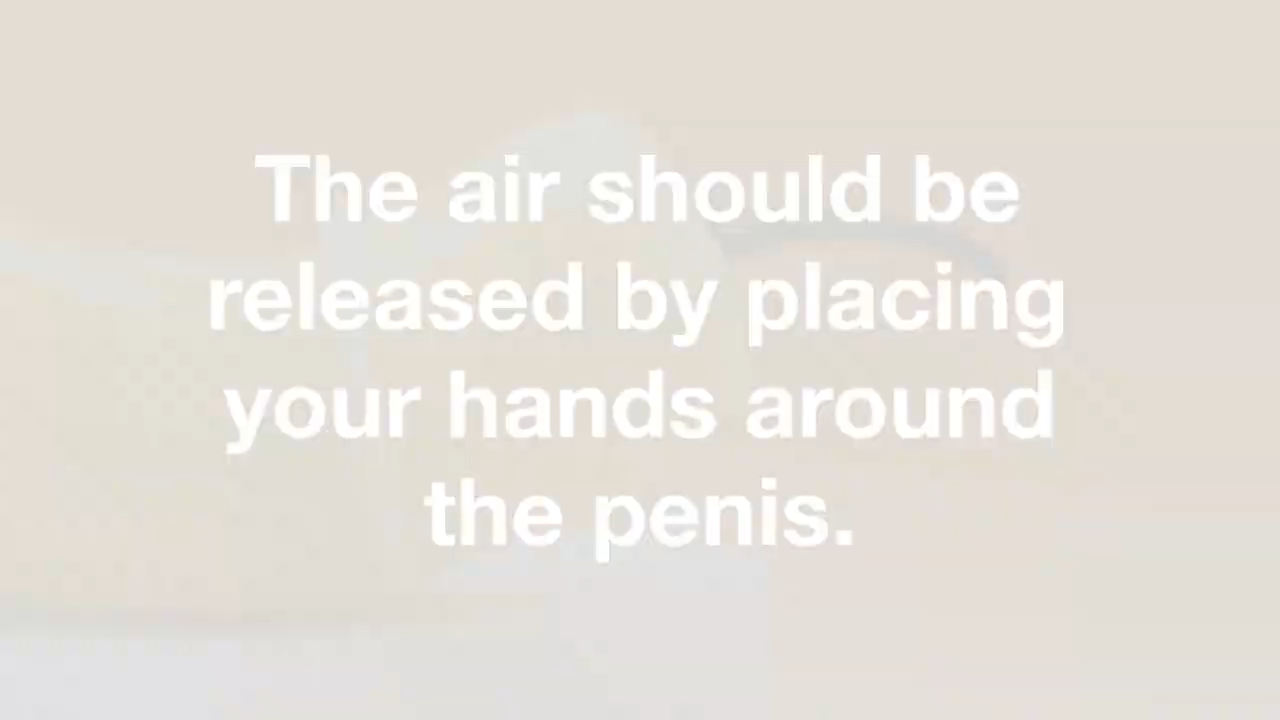 The air should be
released by placing
your hands around
the penis.